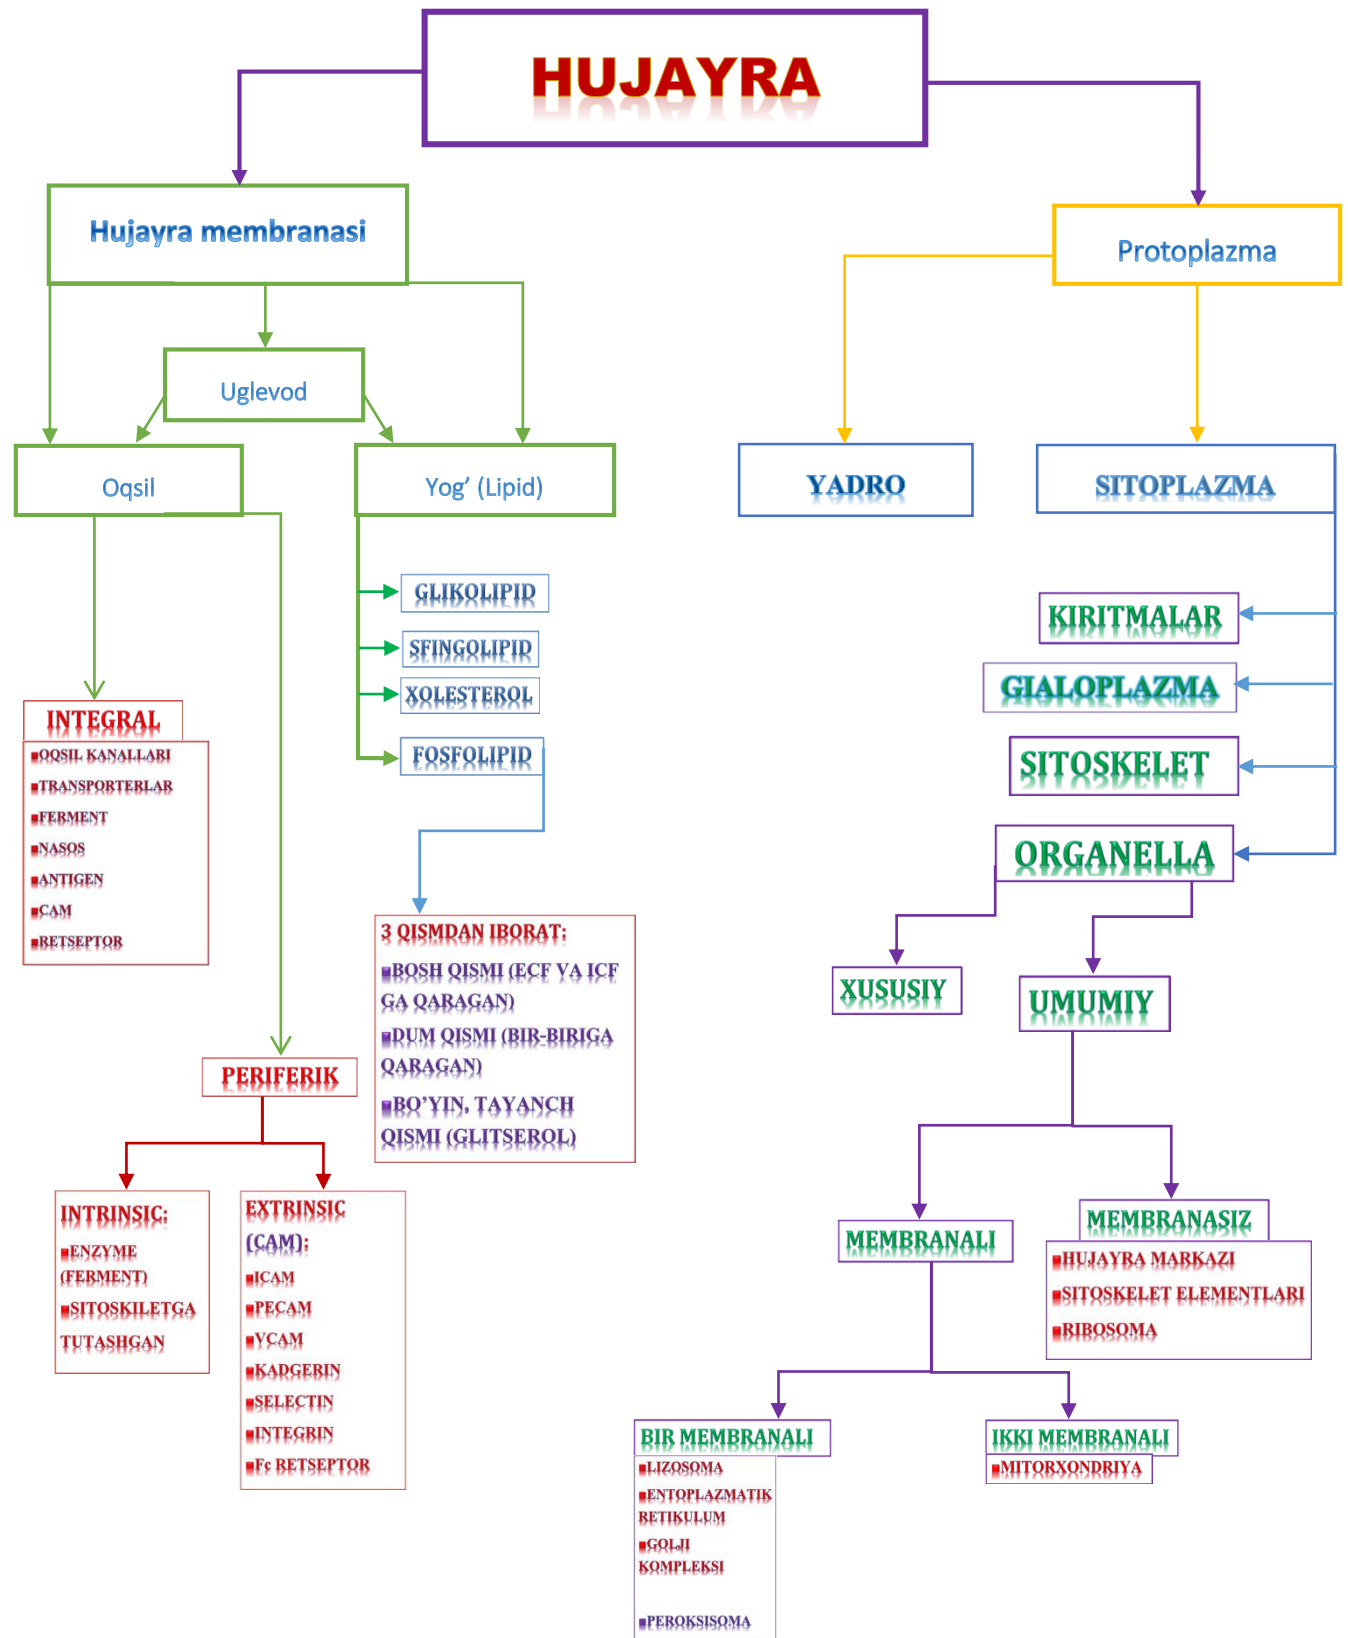 HUJAYRA
Hujayra membranasi
Protoplazma
Uglevod
Oqsil
Yog’ (Lipid)
YADRO
SITOPLAZMA
GLIKOLIPID
SFINGOLIPID
XOLESTEROL
FOSFOLIPID
KIRITMALAR
GIALOPLAZMA
SITOSKELET
ORGANELLA
INTEGRAL
▪OQSIL KANALLARI
▪TRANSPORTERLAR
▪FERMENT
▪NASOS
▪ANTIGEN
▪CAM
▪RETSEPTOR
3 QISMDAN IBORAT:
▪BOSH QISMI (ECF VA ICF
GA QARAGAN)
▪DUM QISMI (BIR-BIRIGA
QARAGAN)
▪BO’YIN, TAYANCH
QISMI (GLITSEROL)
XUSUSIY
UMUMIY
PERIFERIK
INTRINSIC:
▪ENZYME
(FERMENT)
▪SITOSKILETGA
TUTASHGAN
EXTRINSIC
(CAM):
▪ICAM
▪PECAM
▪VCAM
▪KADGERIN
▪SELECTIN
▪INTEGRIN
▪Fc RETSEPTOR
MEMBRANALI
MEMBRANASIZ
▪HUJAYRA MARKAZI
▪SITOSKELET ELEMENTLARI
▪RIBOSOMA
BIR MEMBRANALI
▪LIZOSOMA
▪ENTOPLAZMATIK
RETIKULUM
▪GOLJI
KOMPLEKSI
▪PEROKSISOMA
IKKI MEMBRANALI
▪MITORXONDRIYA